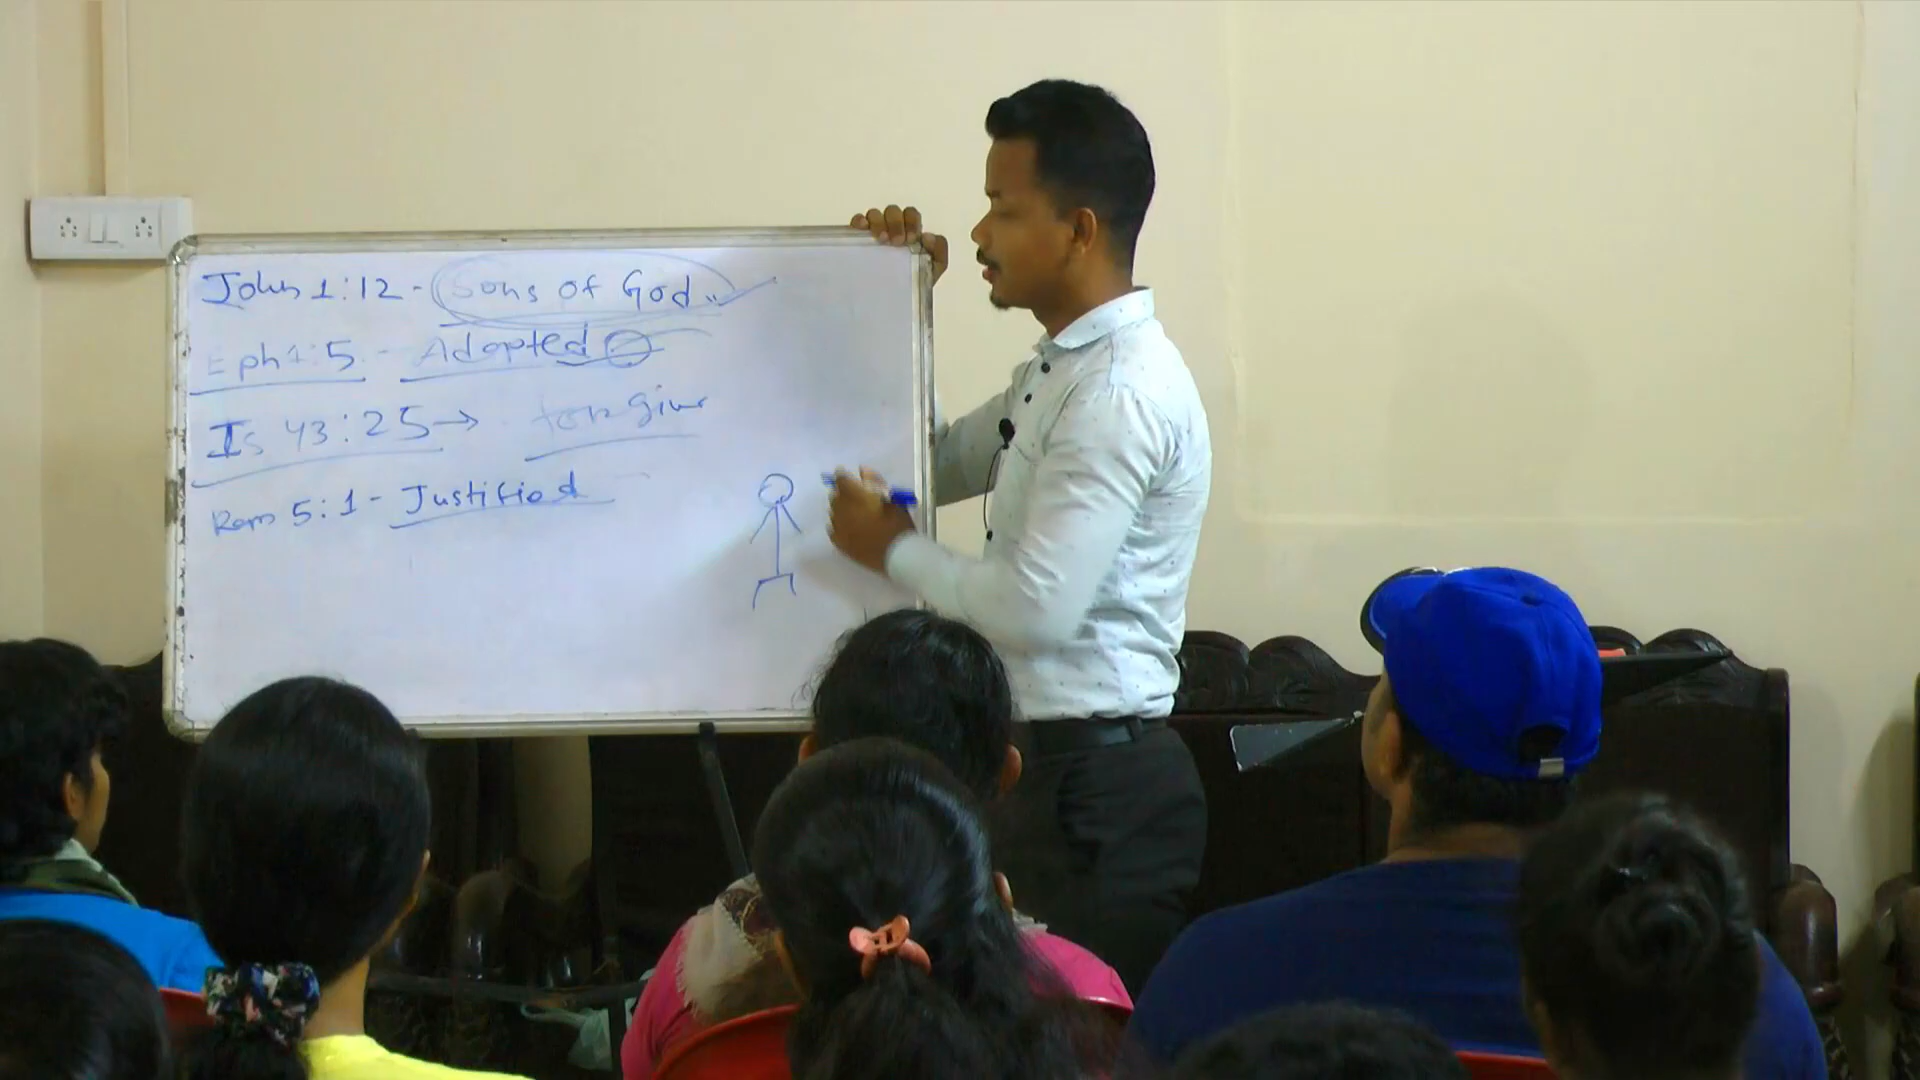 John 1:12 - Sons of God
Eph 1:5 - Adopted
Is 43:25 → forgive
Rom 5:1 - Justified